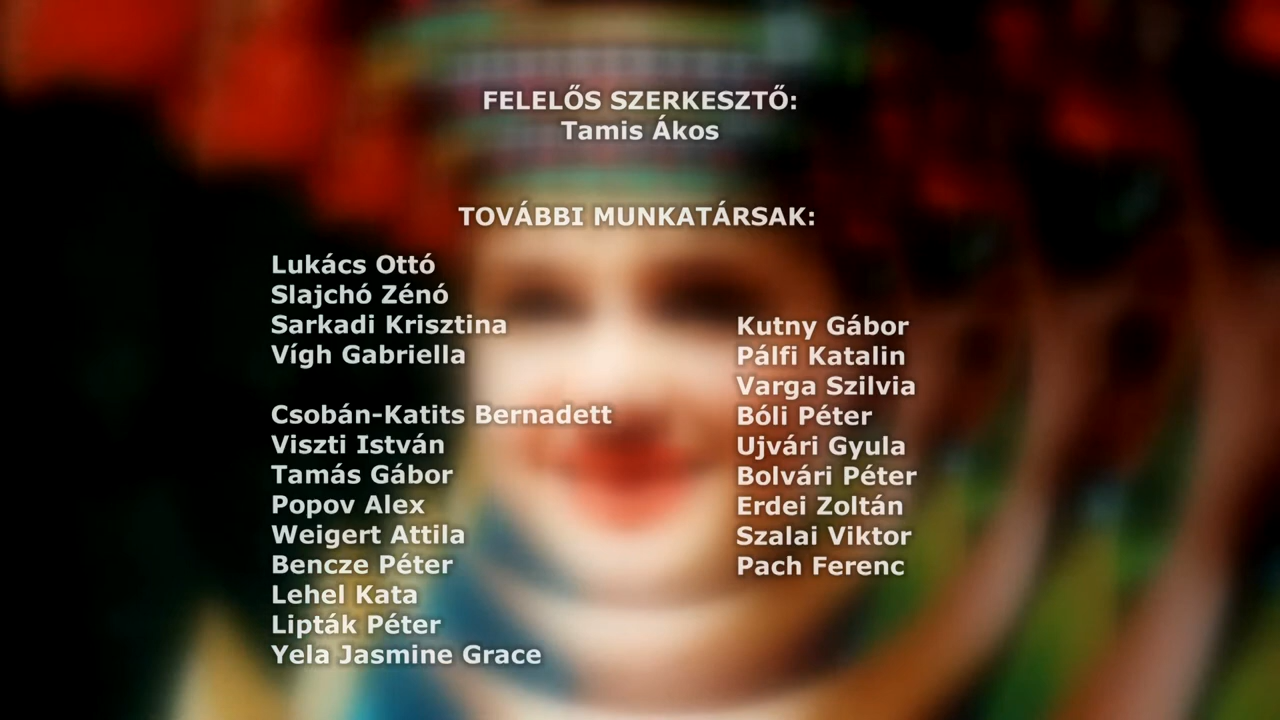 FELELŐS SZERKESZTŐ:
Tamis Ákos
TOVÁBBI MUNKATÁRSAK:
Lukács Ottó
Slajchó Zénó
Sarkadi Krisztina
Vígh Gabriella
Csobán-Katits Bernadett
Viszti István
Tamás Gábor
Popov Alex
Weigert Attila
Bencze Péter
Lehel Kata
Lipták Péter
Yela Jasmine Grace
Kutny Gábor
Pálfi Katalin
Varga Szilvia
Bóli Péter
Ujvári Gyula
Bolvári Péter
Erdei Zoltán
Szalai Viktor
Pach Ferenc